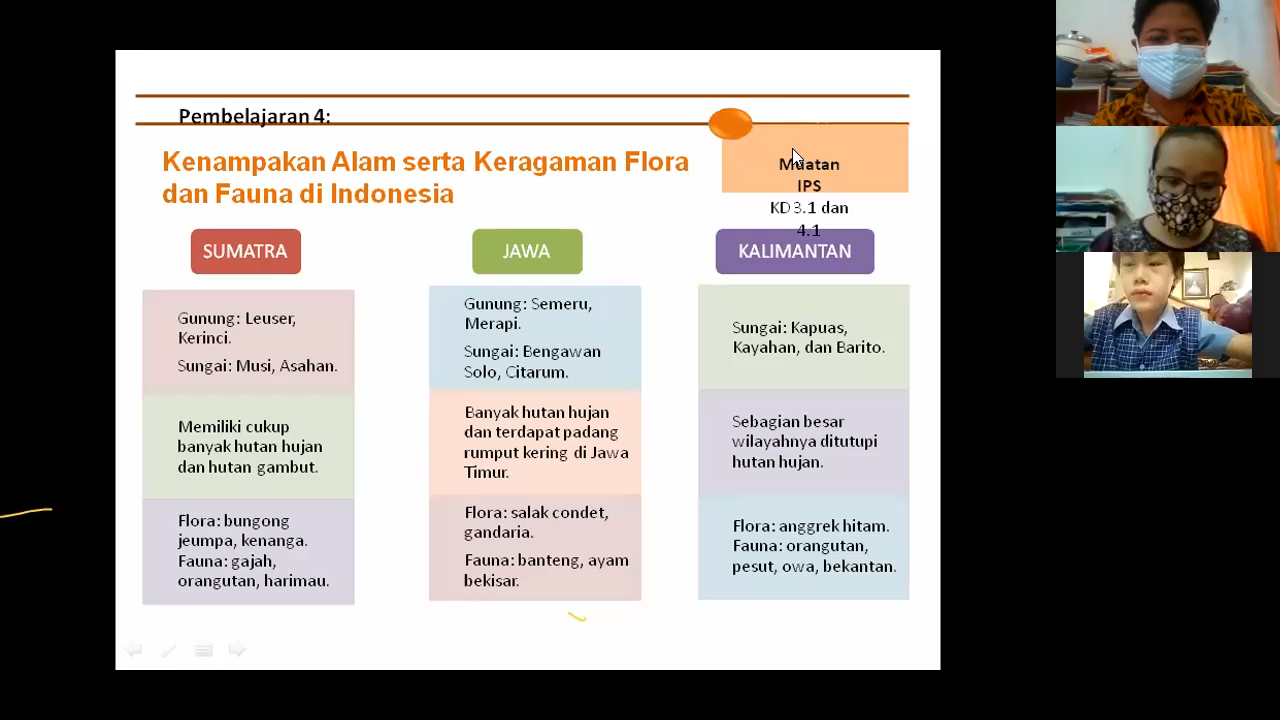 Pembelajaran 4:
Kenampakan Alam serta Keragaman Flora
dan Fauna di Indonesia
Muatan
IPS
KD3.1 dan
4.1
SUMATRA
Gunung: Leuser,
Kerinci.
Sungai: Musi, Asahan.
Memiliki cukup
banyak hutan hujan
dan hutan gambut.
Flora: bungong
jeumpa, kenanga.
Fauna: gajah,
orangutan, harimau.
JAWA
Gunung: Semeru,
Merapi.
Sungai: Bengawan
Solo, Citarum.
Banyak hutan hujan
dan terdapat padang
rumput kering di Jawa
Timur.
Flora: salak condet,
gandaria.
Fauna: banteng, ayam
bekisar.
KALIMANTAN
Sungai: Kapuas,
Kayahan, dan Barito.
Sebagian besar
wilayahnya ditutupi
hutan hujan.
Flora: anggrek hitam.
Fauna: orangutan,
pesut, owa, bekantan.